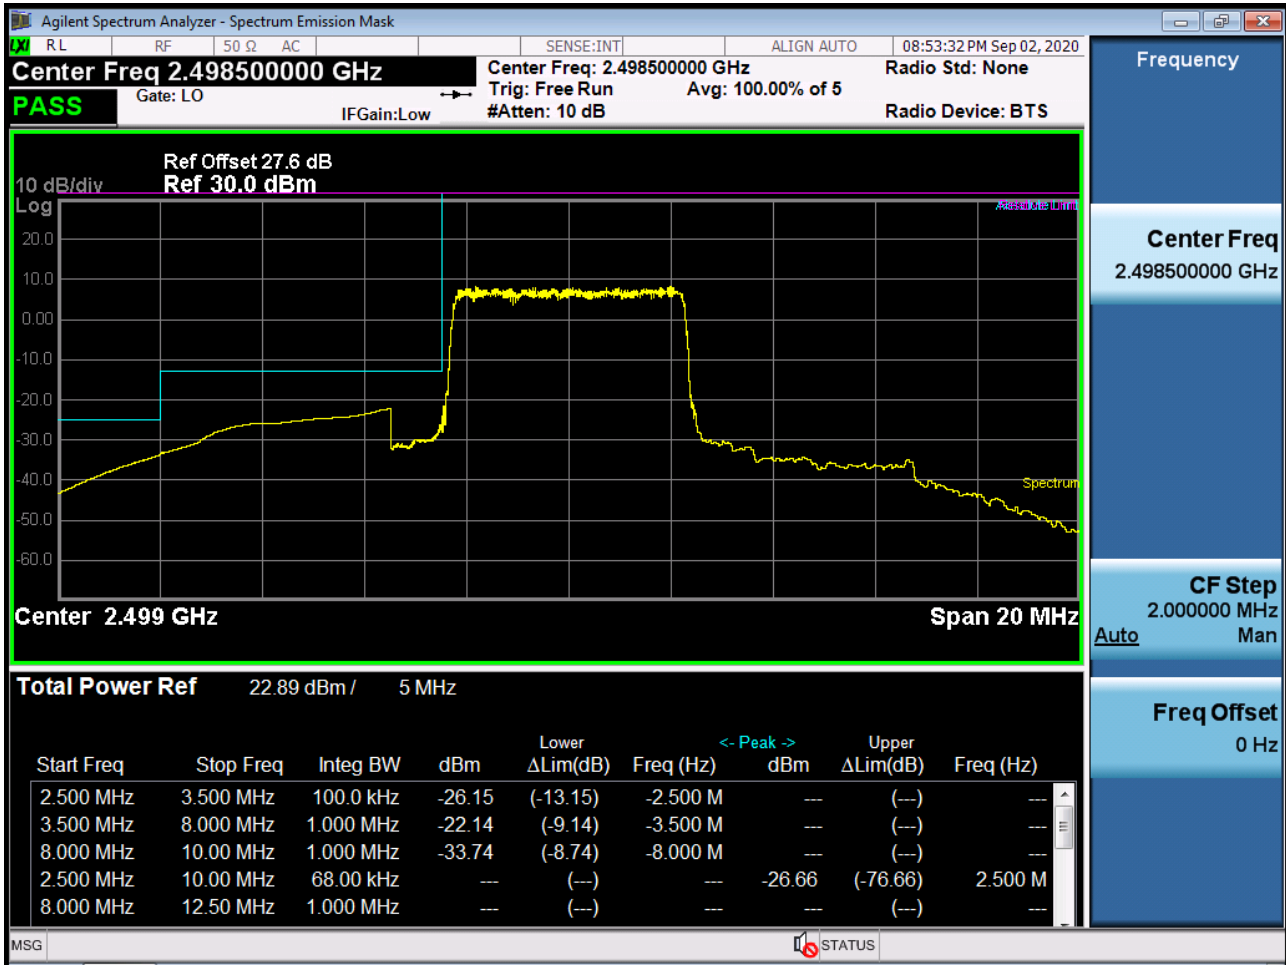 Agilent Spectrum Analyzer - Spectrum Emission Mask
LXI RL RF 50 Ω AC SENSE:INT ALIGN AUTO 08:53:32 PM Sep 02, 2020
Center Freq 2.498500000 GHz
Center Freq: 2.498500000 GHz
Radio Std: None
PASS
Gate: LO
Trig: Free Run
Avg: 100.00% of 5
IFGain:Low
#Atten: 10 dB
Radio Device: BTS
Ref Offset 27.6 dB
10 dB/div Ref 30.0 dBm
Log
20.0
10.0
0.00
-10.0
-20.0
-30.0
-40.0
-50.0
-60.0
Spectrum
Center 2.499 GHz
Span 20 MHz
Total Power Ref 22.89 dBm / 5 MHz
Lower <- Peak -> Upper
Start Freq Stop Freq Integ BW dBm ΔLim(dB) Freq (Hz) dBm ΔLim(dB) Freq (Hz)
2.500 MHz 3.500 MHz 100.0 kHz -26.15 (-13.15) -2.500 M --- (---) ---
3.500 MHz 8.000 MHz 1.000 MHz -22.14 (-9.14) -3.500 M --- (---) ---
8.000 MHz 10.00 MHz 1.000 MHz -33.74 (-8.74) -8.000 M --- (---) ---
2.500 MHz 10.00 MHz 68.00 kHz --- (---) --- -26.66 (-76.66) 2.500 M
8.000 MHz 12.50 MHz 1.000 MHz --- (---) --- --- (---) ---
MSG
STATUS
Frequency
Center Freq
2.498500000 GHz
CF Step
2.000000 MHz
Auto Man
Freq Offset
0 Hz